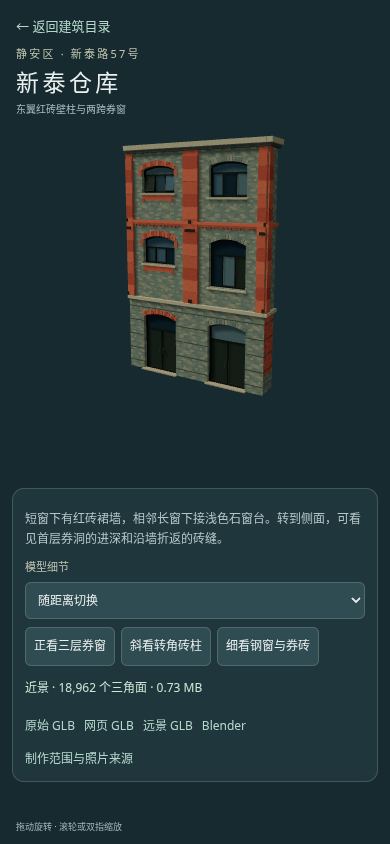 ← 返回建筑目录
静安区 · 新泰路57号
新泰仓库
东翼红砖壁柱与两跨券窗
短窗下有红砖裙墙，相邻长窗下接浅色石窗台。转到侧面，可看
见首层券洞的进深和沿墙折返的砖缝。
模型细节
随距离切换
正看三层券窗 斜看转角砖柱 细看钢窗与券砖
近景 · 18,962 个三角面 · 0.73 MB
原始 GLB 网页 GLB 远景 GLB Blender
制作范围与照片来源
拖动旋转 · 滚轮或双指缩放